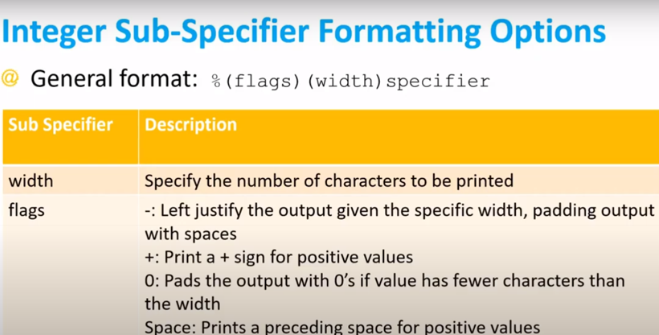 Integer Sub-Specifier Formatting Options
@ General format: %(flags)(width)specifier
Sub Specifier Description
width Specify the number of characters to be printed
flags -: Left justify the output given the specific width, padding output
with spaces
+: Print a + sign for positive values
0: Pads the output with 0's if value has fewer characters than
the width
Space: Prints a preceding space for positive values